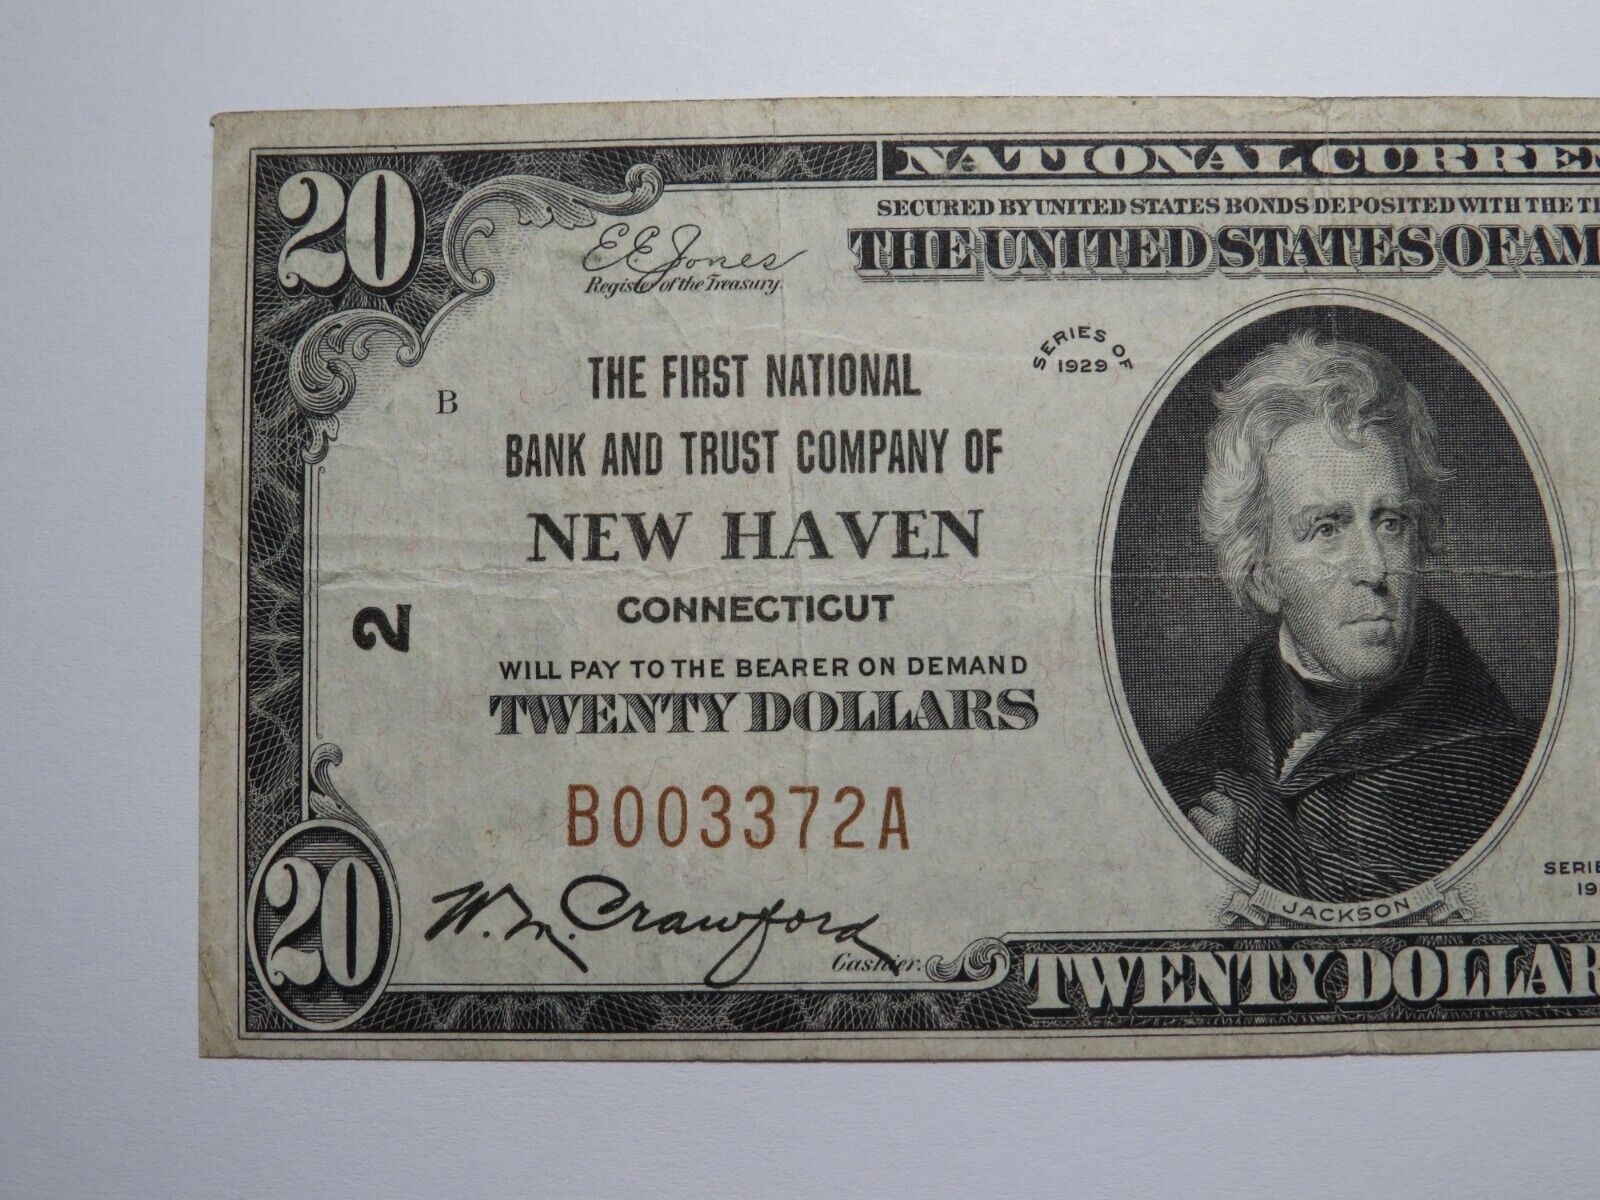 NATIONAL CURRE
20
SECURED BY UNITED STATES BONDS DEPOSITED WITH THE
E.E. Jones
Register of the Treasury.
THE UNITED STATES OF AM
SERIES OF
1929
THE FIRST NATIONAL
B
BANK AND TRUST COMPANY OF
NEW HAVEN
CONNECTICUT
2
WILL PAY TO THE BEARER ON DEMAND
TWENTY DOLLARS
B003372A
20
W. M. Crawford
Cashier.
JACKSON
SERIE
19
TWENTY DOLLAR